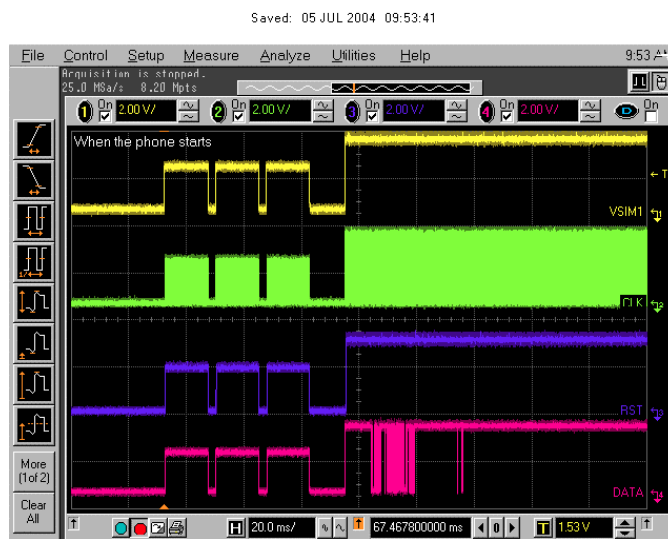 Saved: 05 JUL 2004 09:53:41
File Control Setup Measure Analyze Utilities Help 9:53 A
Acquisition is stopped.
25.0 MSa/s 8.20 Mpts
1 On 2.00 V/ 2 On 2.00 V/ 3 On 2.00 V/ 4 On 2.00 V/ D On
When the phone starts
T
VSIM1
CLK
RST
DATA
More
(1 of 2)
Clear
All
H 20.0 ms/ 67.467800000 ms 0 T 1.53 V